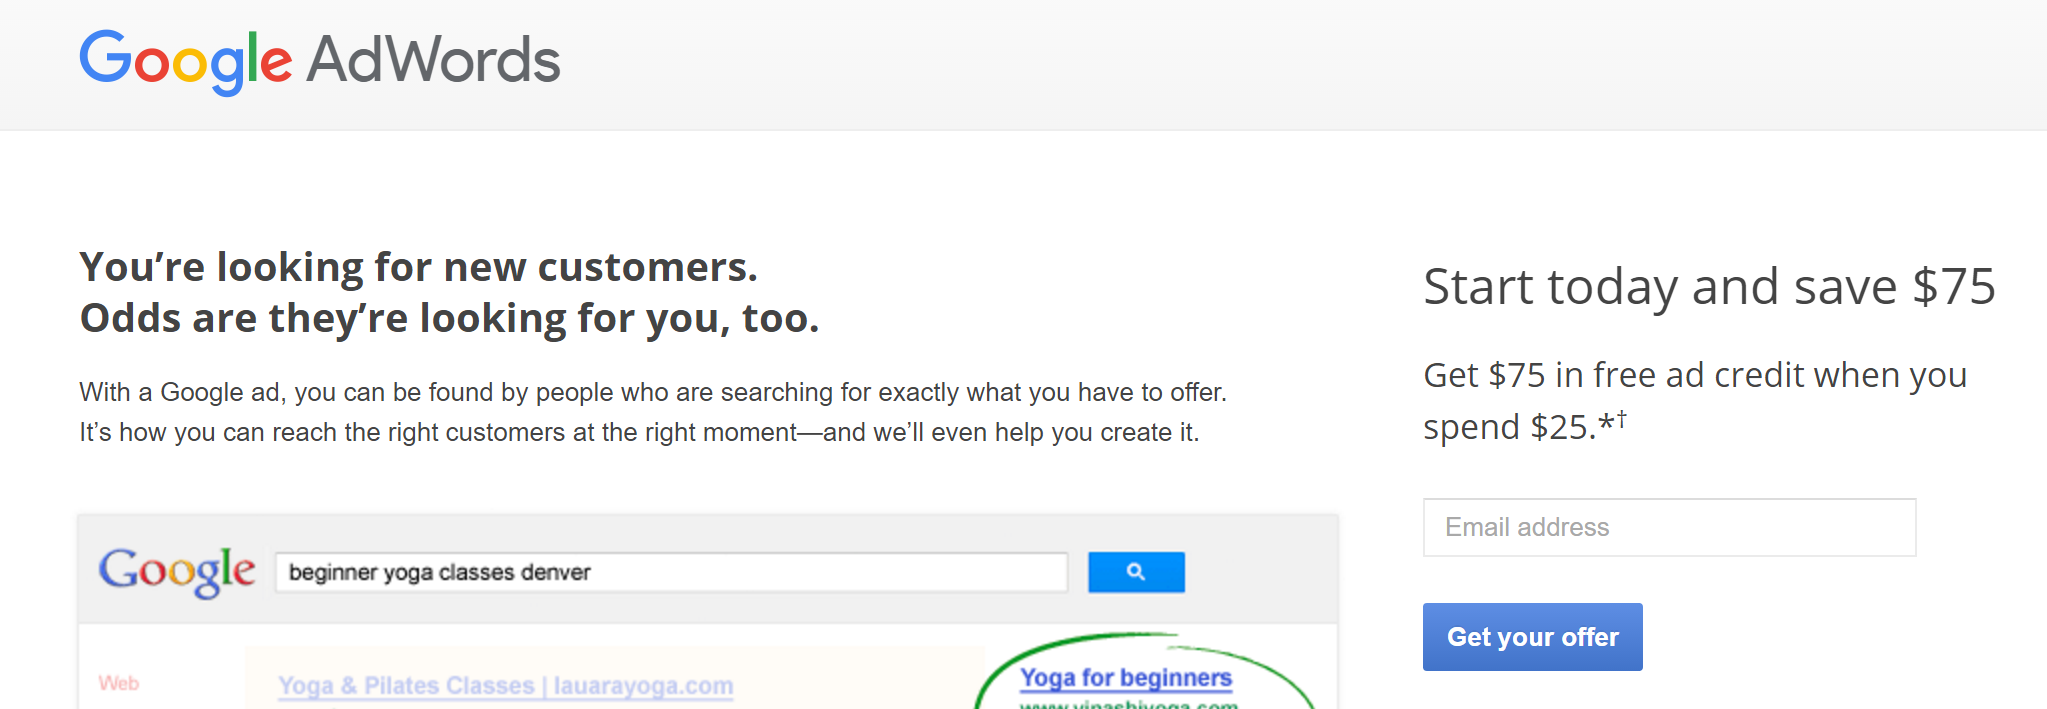 Google AdWords
You’re looking for new customers.
Odds are they’re looking for you, too.
With a Google ad, you can be found by people who are searching for exactly what you have to offer.
It’s how you can reach the right customers at the right moment—and we’ll even help you create it.
Google beginner yoga classes denver
Web
Yoga & Pilates Classes | lauarayoga.com
Yoga for beginners
www.vinashiyoga.com
Start today and save $75
Get $75 in free ad credit when you
spend $25.*†
Email address
Get your offer